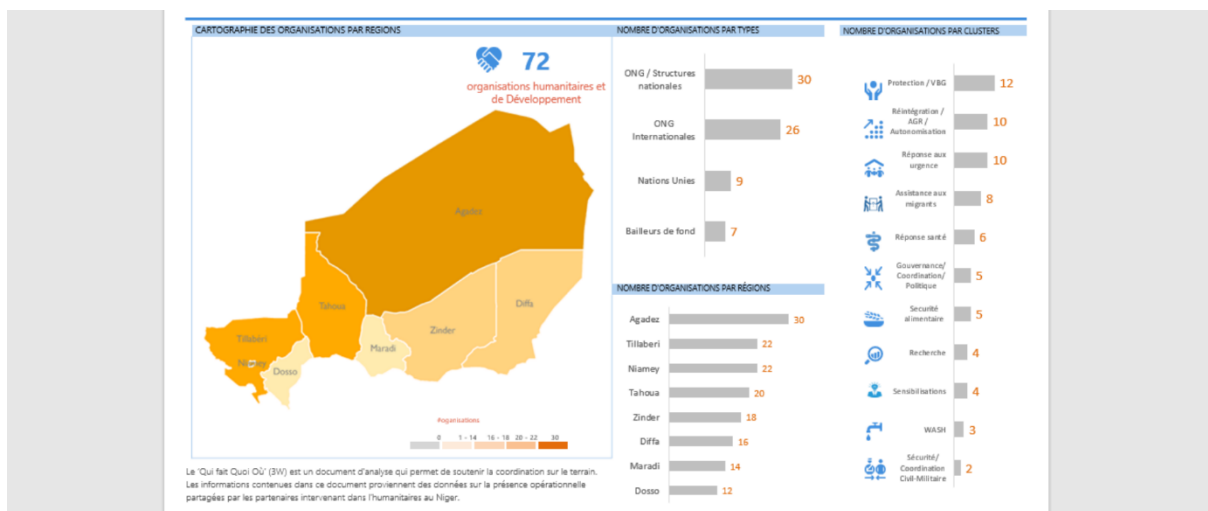 CARTOGRAPHIE DES ORGANISATIONS PAR REGIONS
72
organisations humanitaires et
de Développement
Agadez
Tahoua
Diffa
Zinder
Tillabéri
Maradi
Niamey
Dosso
#oganisations
0 1 - 14 16 - 18 20 - 22 30
Le 'Qui fait Quoi Où' (3W) est un document d'analyse qui permet de soutenir la coordination sur le terrain.
Les informations contenues dans ce document proviennent des données sur la présence opérationnelle
partagées par les partenaires intervenant dans l'humanitaires au Niger.
NOMBRE D'ORGANISATIONS PAR TYPES
ONG / Structures
nationales
30
ONG
Internationales
26
Nations Unies 9
Bailleurs de fond 7
NOMBRE D'ORGANISATIONS PAR RÉGIONS
Agadez 30
Tillaberi 22
Niamey 22
Tahoua 20
Zinder 18
Diffa 16
Maradi 14
Dosso 12
NOMBRE D'ORGANISATIONS PAR CLUSTERS
Protection / VBG 12
Réintégration /
AGR /
Autonomisation
10
Réponse aux
urgence
10
Assistance aux
migrants
8
Réponse santé 6
Gouvernance/
Coordination/
Politique
5
Securité
alimentaire
5
Recherche 4
Sensibilisations 4
WASH 3
Sécurité/
Coordination
Civil-Militaire
2